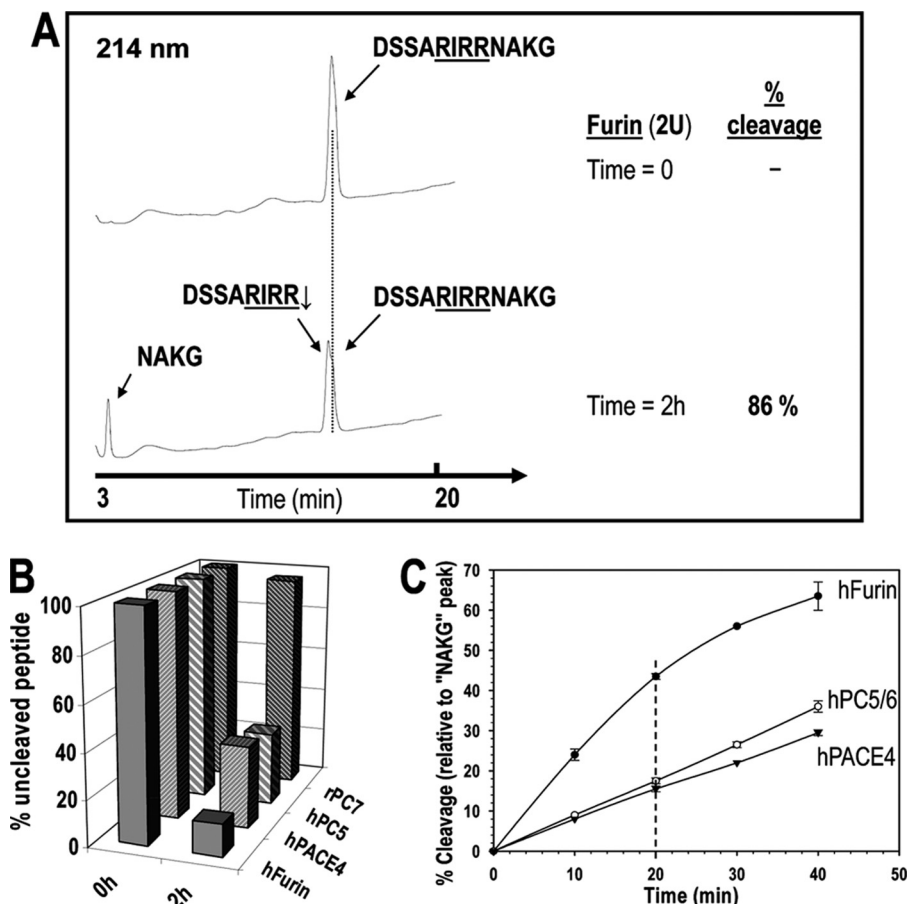 A
214 nm
DSSARIRRNAKG
Furin (2U)
%
cleavage
Time = 0
–
DSSARIRR↓
DSSARIRRNAKG
NAKG
Time = 2h
86 %
3
Time (min)
20
B
% uncleaved peptide
100
80
60
40
20
0
0h
2h
rPC7
hPC5
hPACE4
hFurin
C
% Cleavage (relative to "NAKG" peak)
70
60
50
40
30
20
10
0
hFurin
hPC5/6
hPACE4
0
10
20
30
40
50
Time (min)